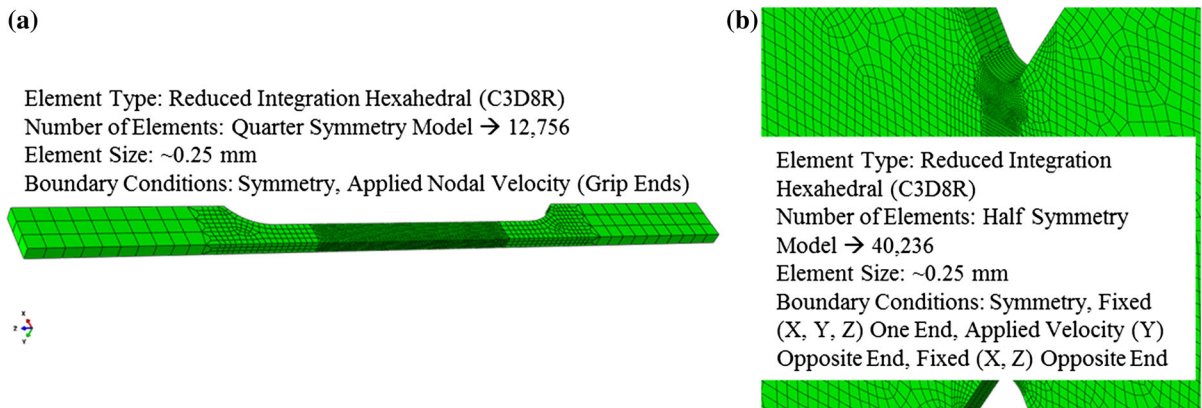 (a)
Element Type: Reduced Integration Hexahedral (C3D8R)
Number of Elements: Quarter Symmetry Model → 12,756
Element Size: ~0.25 mm
Boundary Conditions: Symmetry, Applied Nodal Velocity (Grip Ends)
X
Z
Y
(b)
Element Type: Reduced Integration
Hexahedral (C3D8R)
Number of Elements: Half Symmetry
Model → 40,236
Element Size: ~0.25 mm
Boundary Conditions: Symmetry, Fixed
(X, Y, Z) One End, Applied Velocity (Y)
Opposite End, Fixed (X, Z) Opposite End